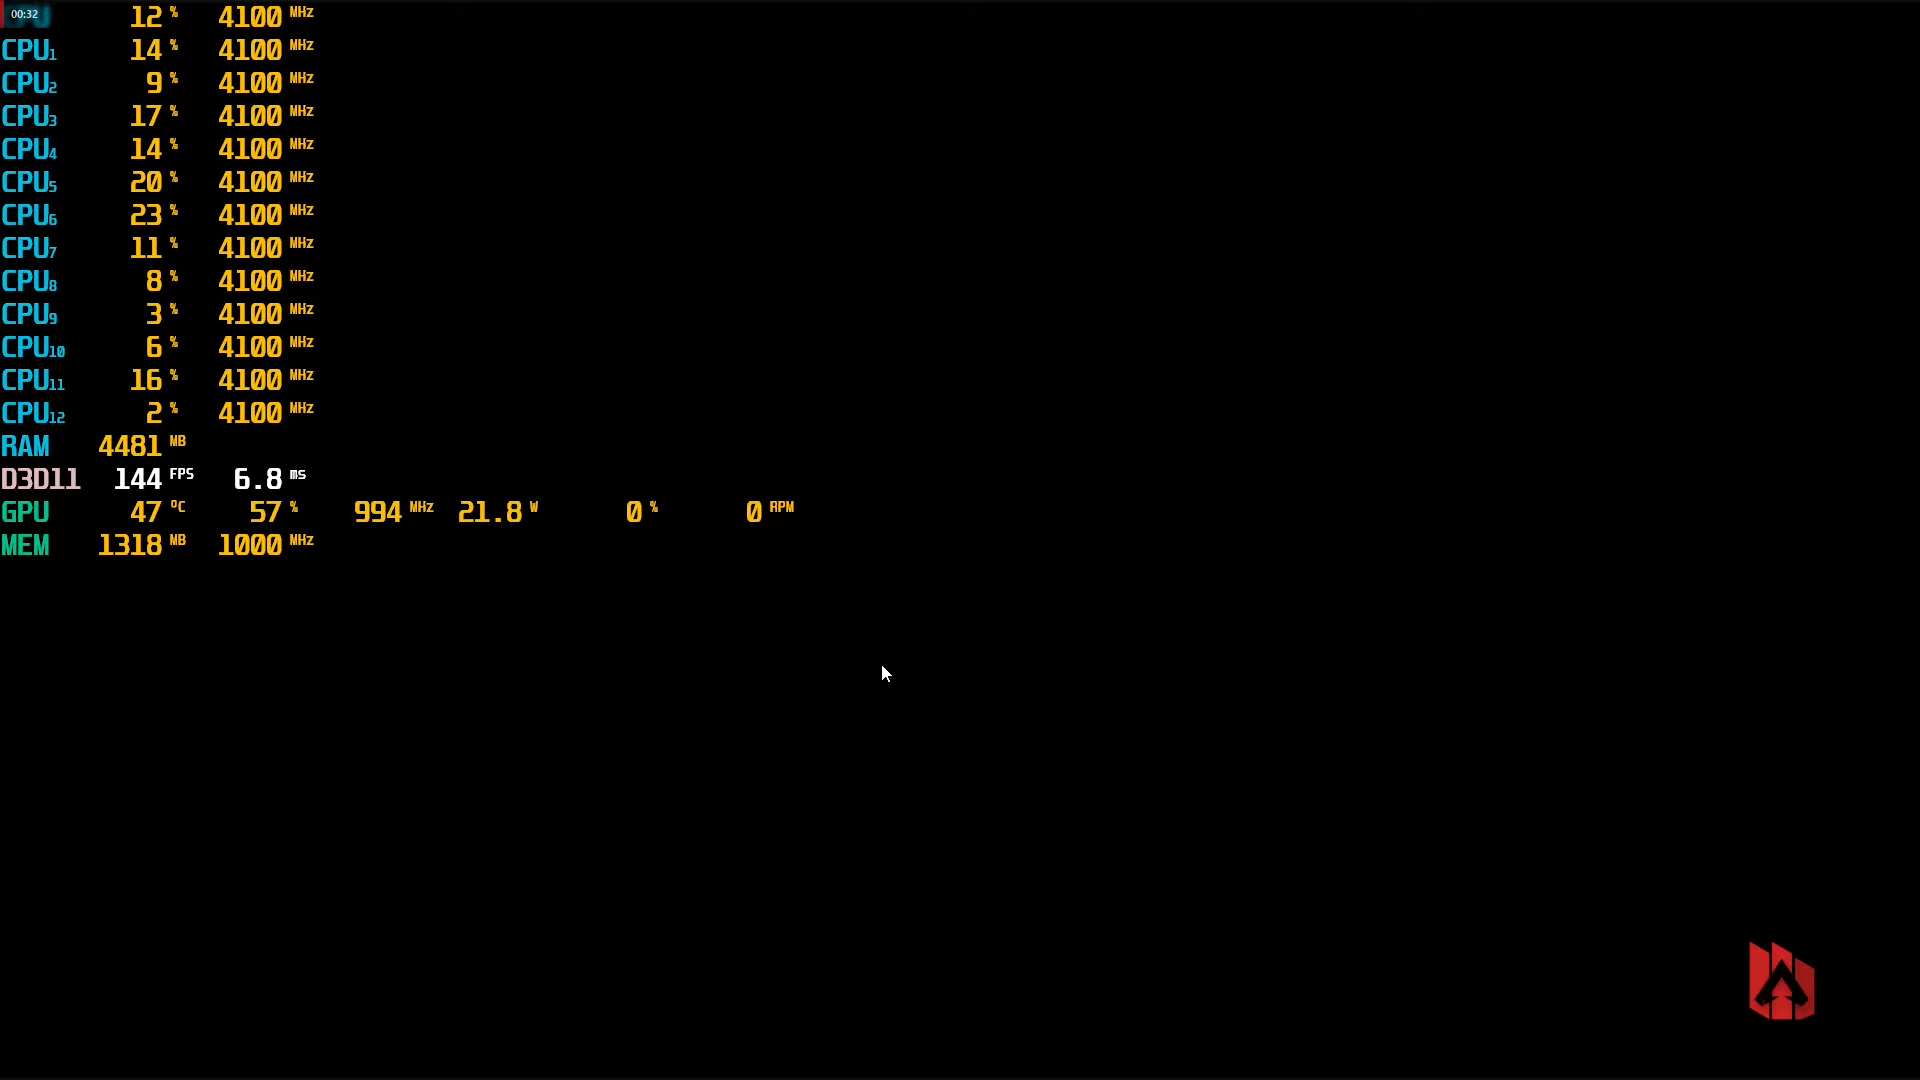 00:32 CPU 12 % 4100 MHz
CPU1 14 % 4100 MHz
CPU2 9 % 4100 MHz
CPU3 17 % 4100 MHz
CPU4 14 % 4100 MHz
CPU5 20 % 4100 MHz
CPU6 23 % 4100 MHz
CPU7 11 % 4100 MHz
CPU8 8 % 4100 MHz
CPU9 3 % 4100 MHz
CPU10 6 % 4100 MHz
CPU11 16 % 4100 MHz
CPU12 2 % 4100 MHz
RAM 4481 MB
D3D11 144 FPS 6.8 ms
GPU 47 °C 57 % 994 MHz 21.8 W 0 % 0 RPM
MEM 1318 MB 1000 MHz